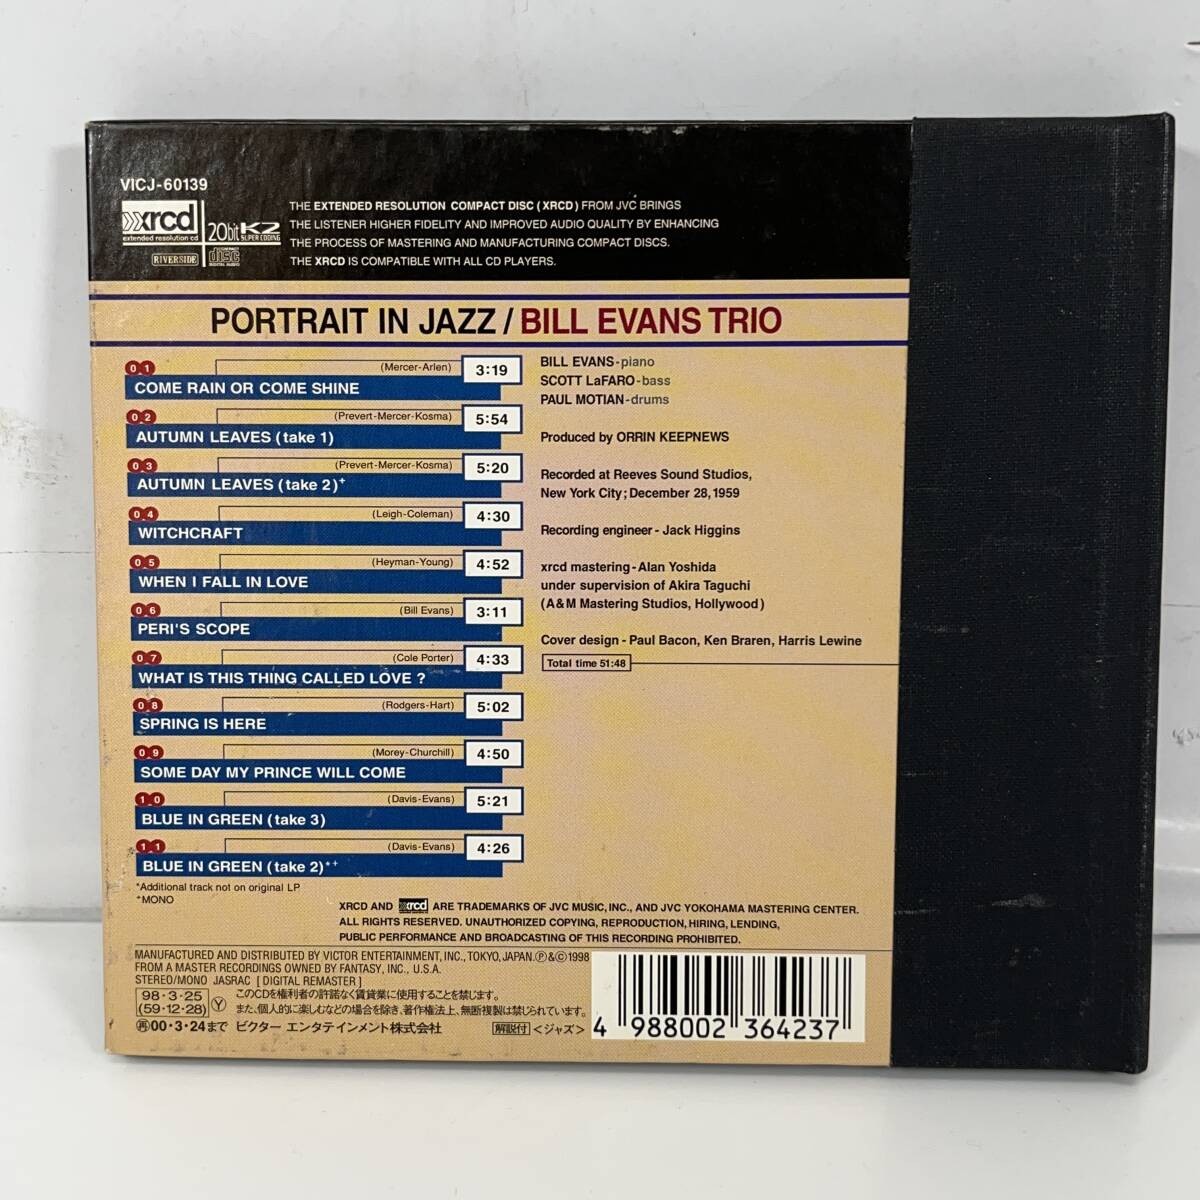 VICJ-60139
xrcd
extended resolution cd
20bit K2
SUPER CODING
RIVERSIDE
COMPACT
disc
DIGITAL AUDIO
THE EXTENDED RESOLUTION COMPACT DISC (XRCD) FROM JVC BRINGS
THE LISTENER HIGHER FIDELITY AND IMPROVED AUDIO QUALITY BY ENHANCING
THE PROCESS OF MASTERING AND MANUFACTURING COMPACT DISCS.
THE XRCD IS COMPATIBLE WITH ALL CD PLAYERS.
PORTRAIT IN JAZZ / BILL EVANS TRIO
01 (Mercer-Arlen) 3:19
COME RAIN OR COME SHINE
02 (Prevert-Mercer-Kosma) 5:54
AUTUMN LEAVES (take 1)
03 (Prevert-Mercer-Kosma) 5:20
AUTUMN LEAVES (take 2)+
04 (Leigh-Coleman) 4:30
WITCHCRAFT
05 (Heyman-Young) 4:52
WHEN I FALL IN LOVE
06 (Bill Evans) 3:11
PERI'S SCOPE
07 (Cole Porter) 4:33
WHAT IS THIS THING CALLED LOVE ?
08 (Rodgers-Hart) 5:02
SPRING IS HERE
09 (Morey-Churchill) 4:50
SOME DAY MY PRINCE WILL COME
10 (Davis-Evans) 5:21
BLUE IN GREEN (take 3)
11 (Davis-Evans) 4:26
BLUE IN GREEN (take 2)*+
*Additional track not on original LP
+MONO
BILL EVANS-piano
SCOTT LaFARO-bass
PAUL MOTIAN-drums
Produced by ORRIN KEEPNEWS
Recorded at Reeves Sound Studios,
New York City; December 28, 1959
Recording engineer - Jack Higgins
xrcd mastering - Alan Yoshida
under supervision of Akira Taguchi
(A&M Mastering Studios, Hollywood)
Cover design - Paul Bacon, Ken Braren, Harris Lewine
Total time 51:48
XRCD AND xrcd ARE TRADEMARKS OF JVC MUSIC, INC., AND JVC YOKOHAMA MASTERING CENTER.
ALL RIGHTS RESERVED. UNAUTHORIZED COPYING, REPRODUCTION, HIRING, LENDING,
PUBLIC PERFORMANCE AND BROADCASTING OF THIS RECORDING PROHIBITED.
MANUFACTURED AND DISTRIBUTED BY VICTOR ENTERTAINMENT, INC., TOKYO, JAPAN. Ⓟ&©1998
FROM A MASTER RECORDINGS OWNED BY FANTASY, INC., U.S.A.
STEREO/MONO JASRAC [DIGITAL REMASTER]
98・3・25
(59・12・28)
Ⓨ
このCDを権利者の許諾なく賃貸業に使用することを禁じます。
また、個人的に楽しむなどの場合を除き、著作権法上、無断複製は禁じられています。
再00・3・24まで ビクター エンタテインメント株式会社 解説付 <ジャズ>
4 988002 364237